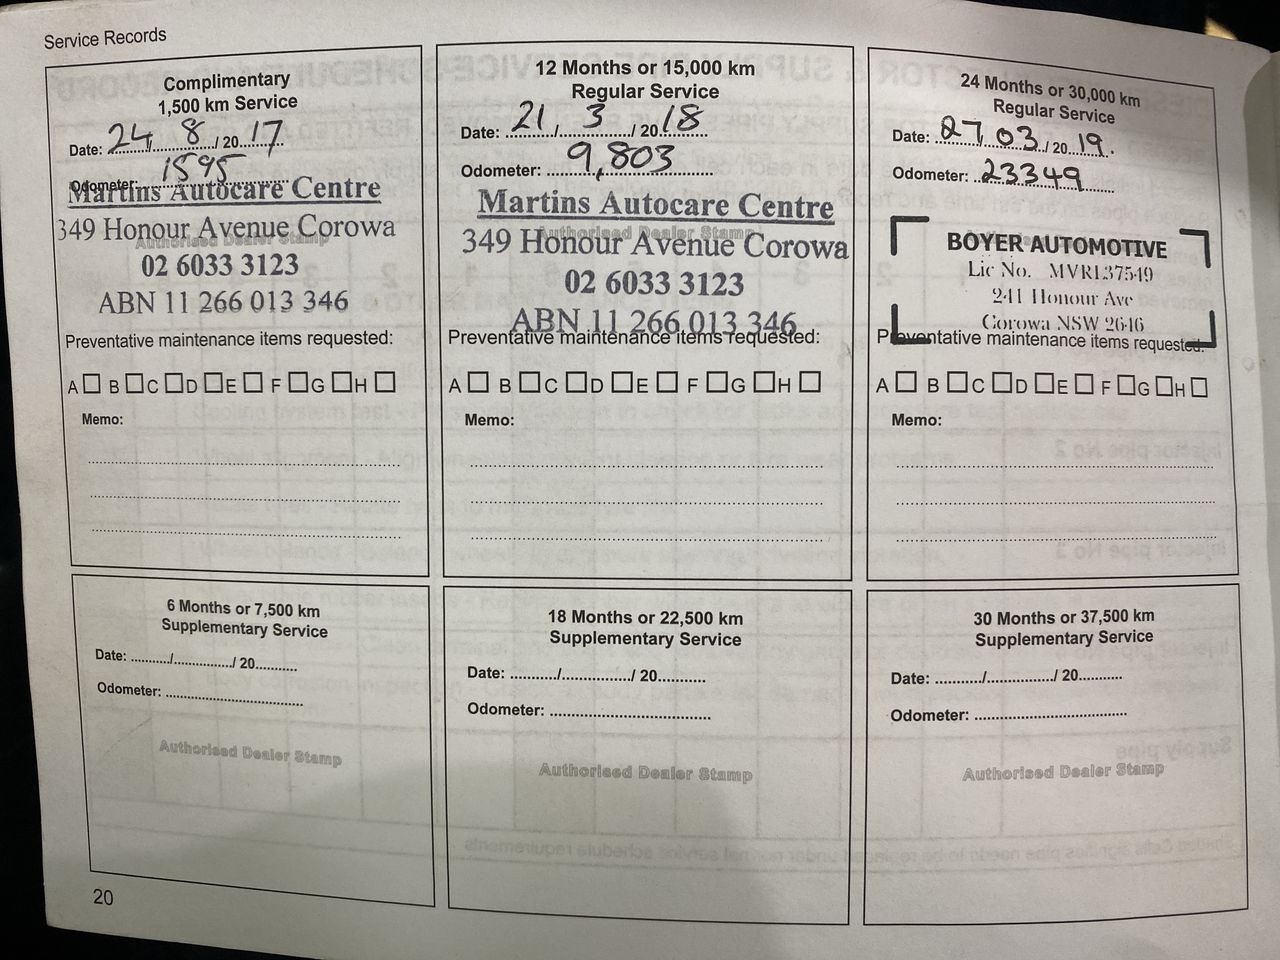 Service Records
Complimentary
1,500 km Service
Date: 24 / 8 / 20 17
Odometer: 1595
Martins Autocare Centre
349 Honour Avenue Corowa
Authorised Dealer Stamp
02 6033 3123
ABN 11 266 013 346
Preventative maintenance items requested:
A B C D E F G H
Memo:
12 Months or 15,000 km
Regular Service
Date: 21 / 3 / 20 18
Odometer: 9,803
Martins Autocare Centre
349 Honour Avenue Corowa
Authorised Dealer Stamp
02 6033 3123
ABN 11 266 013 346
Preventative maintenance items requested:
A B C D E F G H
Memo:
24 Months or 30,000 km
Regular Service
Date: 27 / 03 / 20 19.
Odometer: 23349
BOYER AUTOMOTIVE
Lic No. MVRL37549
241 Honour Ave
Corowa NSW 2646
Preventative maintenance items requested:
A B C D E F G H
Memo:
6 Months or 7,500 km
Supplementary Service
Date: ........../................/ 20...........
Odometer: ....................................
Authorised Dealer Stamp
18 Months or 22,500 km
Supplementary Service
Date: ............/................./ 20............
Odometer: ..........................................
Authorised Dealer Stamp
30 Months or 37,500 km
Supplementary Service
Date: ............/................./ 20...........
Odometer: .......................................
Authorised Dealer Stamp
20